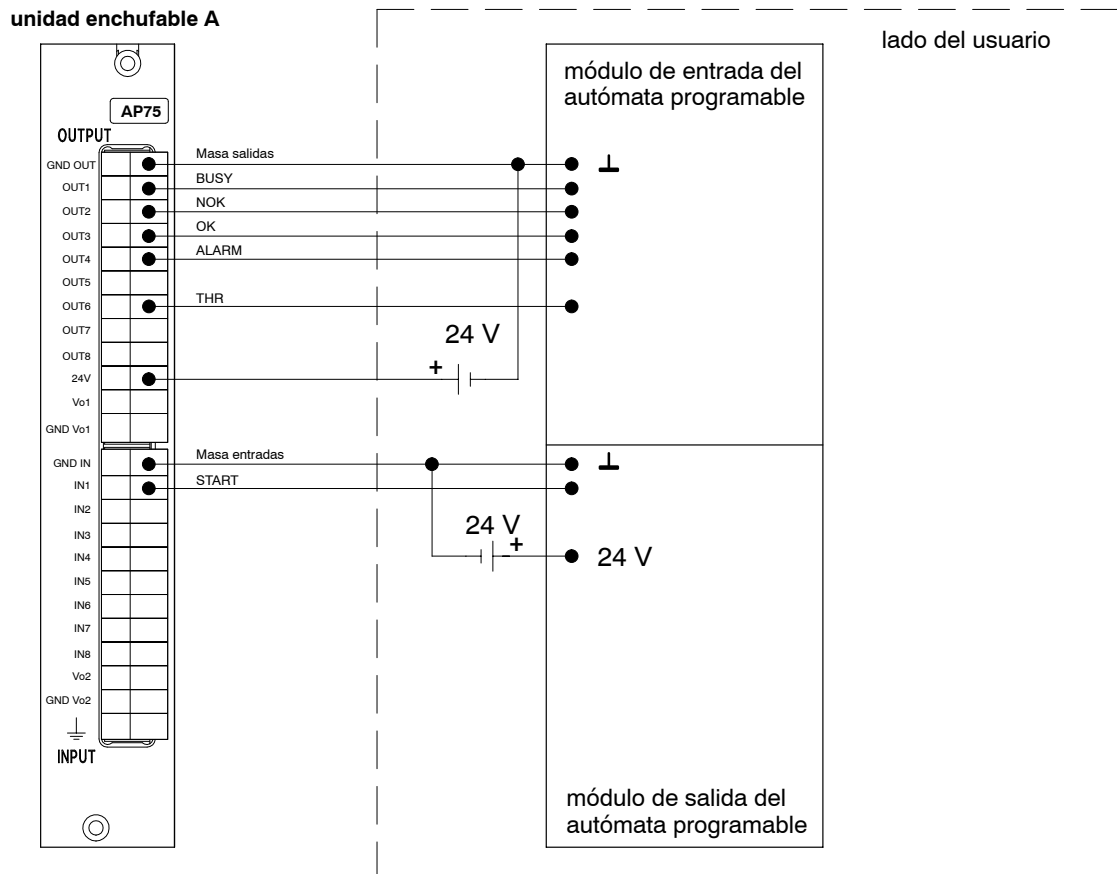 unidad enchufable A
lado del usuario
módulo de entrada del
autómata programable
AP75
OUTPUT
GND OUT
Masa salidas
OUT1
BUSY
OUT2
NOK
OUT3
OK
OUT4
ALARM
OUT5
OUT6
THR
OUT7
24 V
OUT8
24V
+
Vo1
GND Vo1
GND IN
Masa entradas
IN1
START
IN2
24 V
IN3
- +
IN4
24 V
IN5
IN6
IN7
IN8
Vo2
GND Vo2
INPUT
módulo de salida del
autómata programable